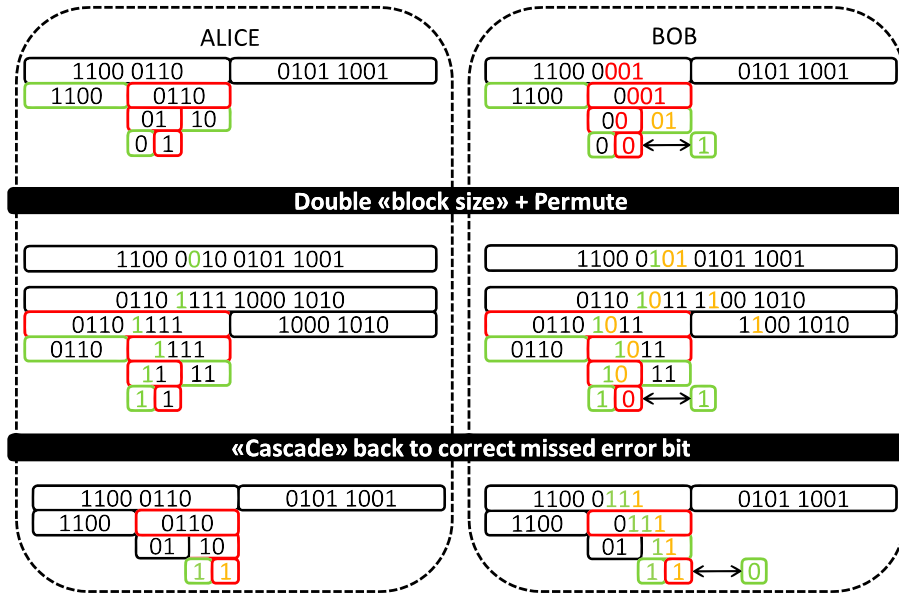 ALICE BOB
1100 0110 0101 1001 1100 0001 0101 1001
1100 0110 1100 0001
01 10 00 01
0 1 0 0 1
Double «block size» + Permute
1100 0010 0101 1001 1100 0101 0101 1001
0110 1111 1000 1010 0110 1011 1100 1010
0110 1111 1000 1010 0110 1011 1100 1010
0110 1111 0110 1011
11 11 10 11
1 1 1 0 1
«Cascade» back to correct missed error bit
1100 0110 0101 1001 1100 0111 0101 1001
1100 0110 1100 0111
01 10 01 11
1 1 1 1 0